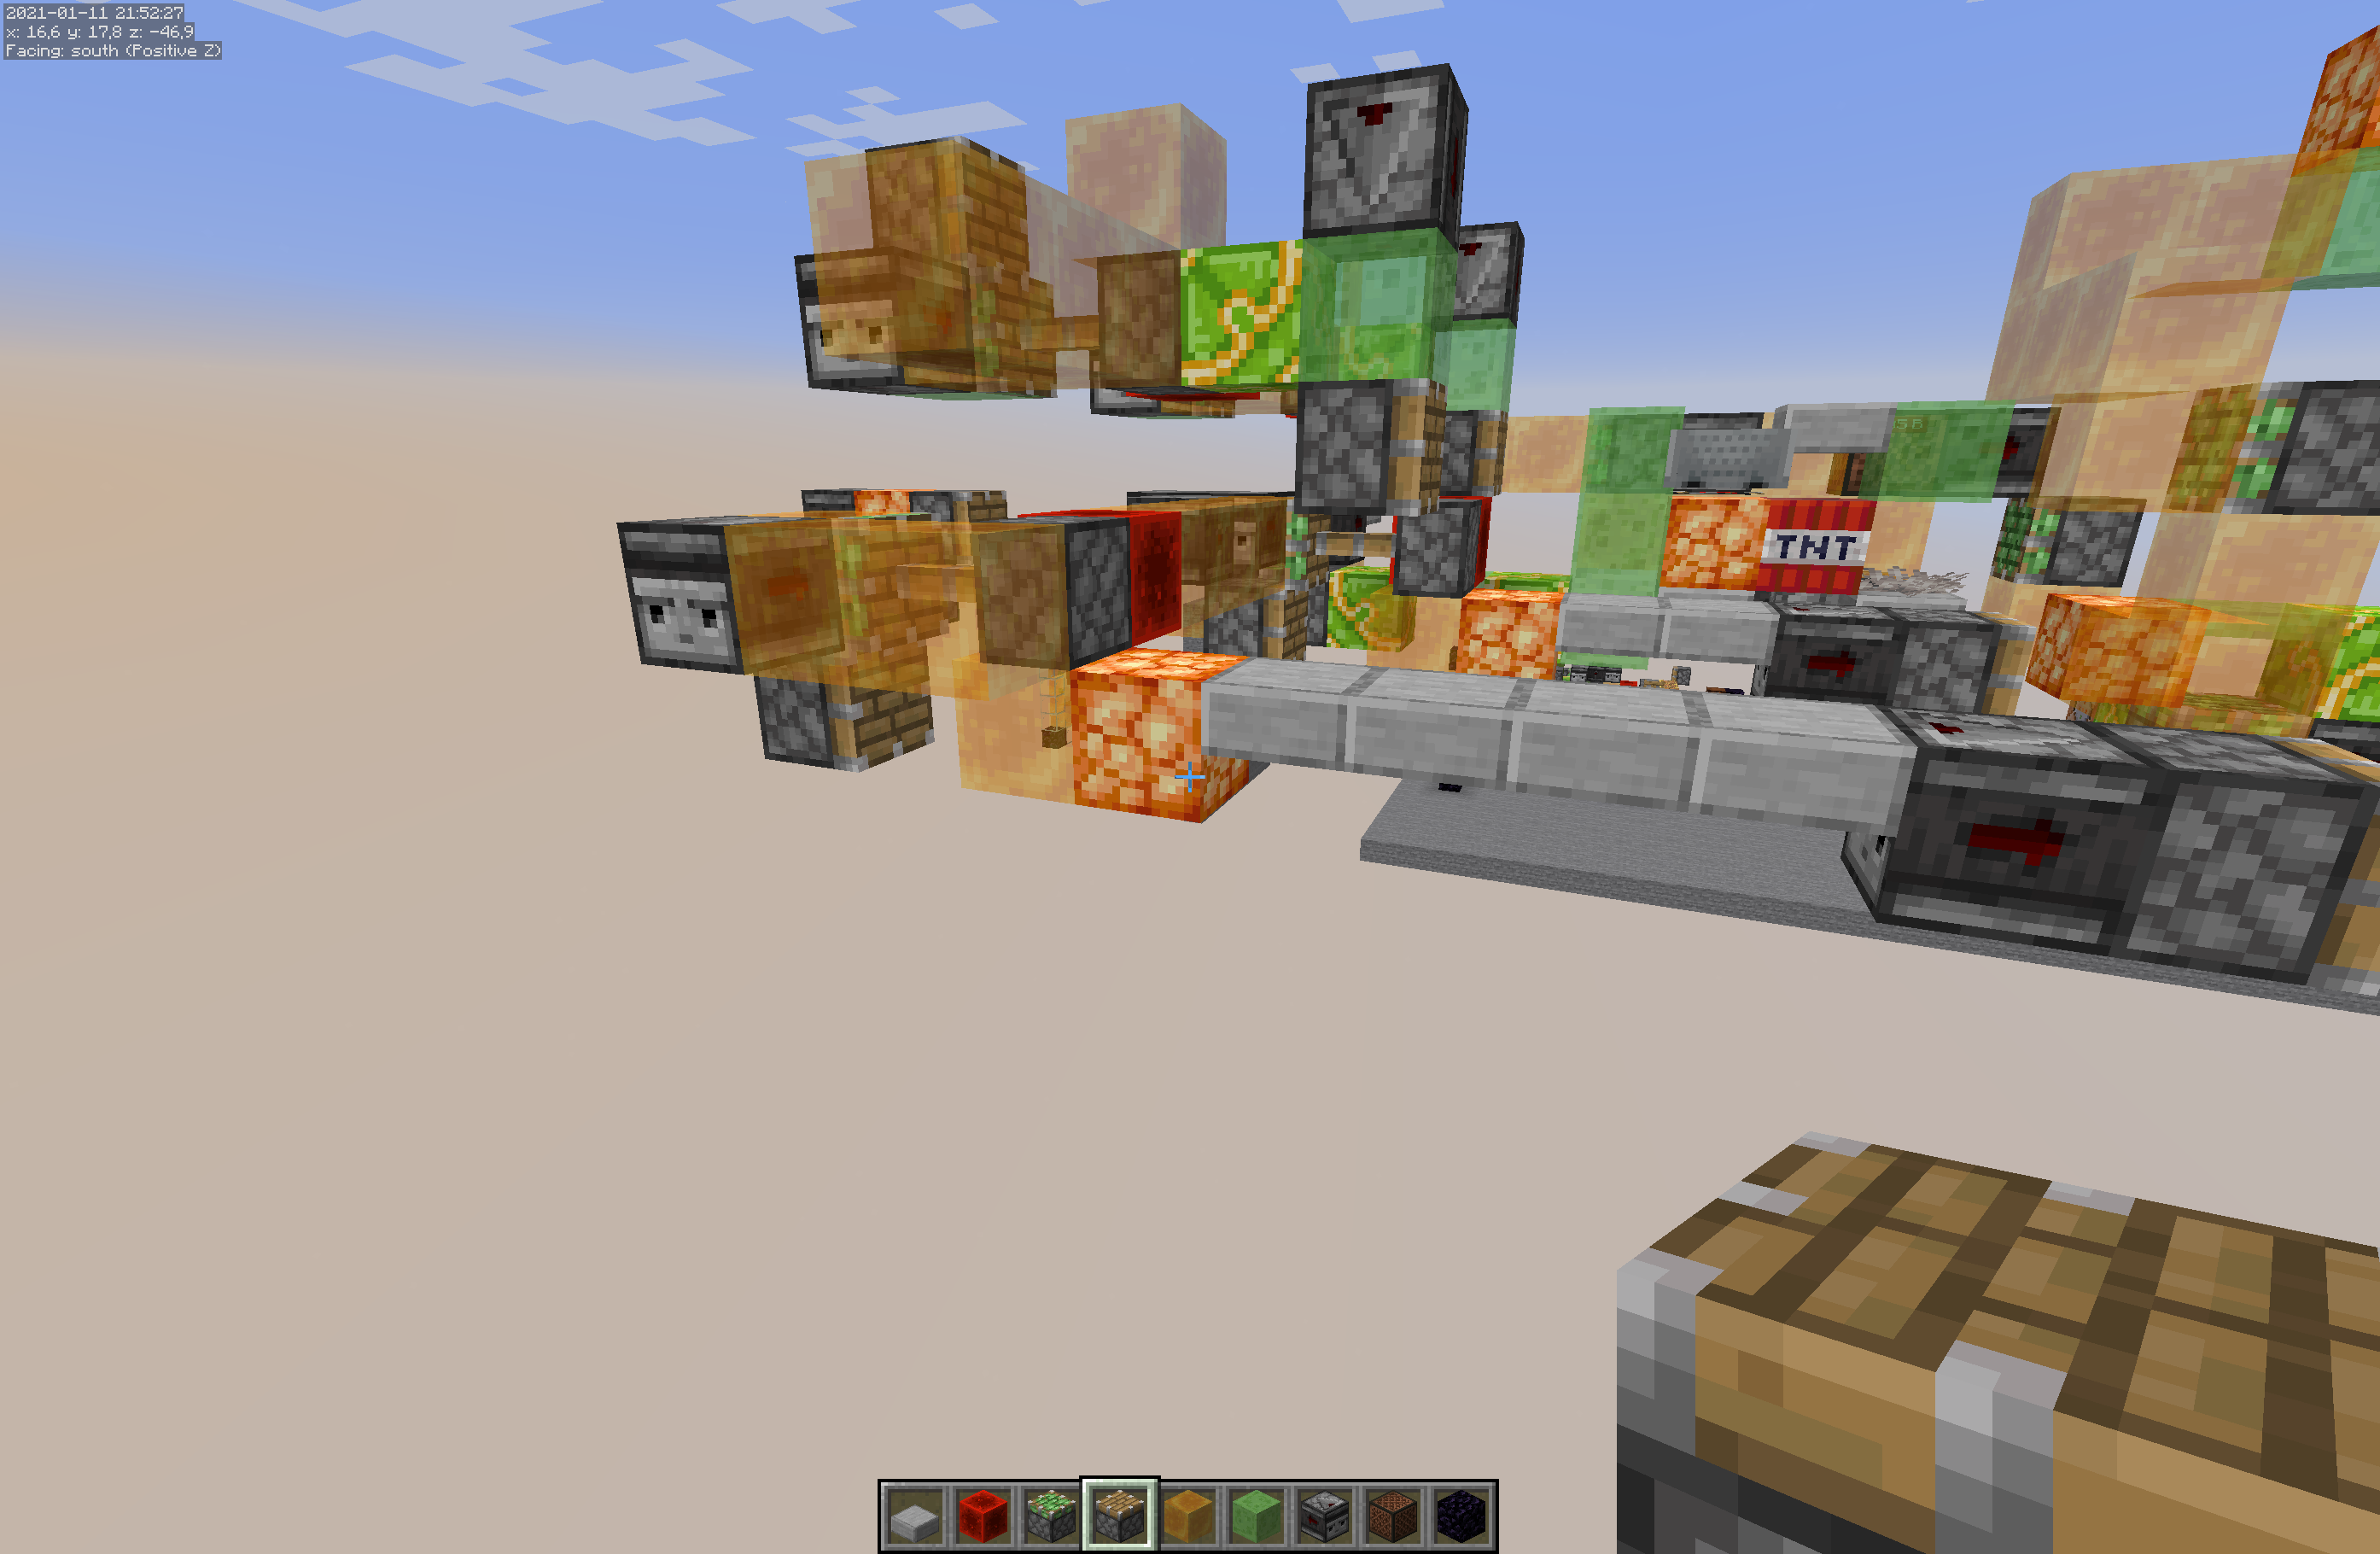 2021-01-11 21:52:27
x: 16,6 y: 17,8 z: -46,9
Facing: south (Positive Z)
TNT